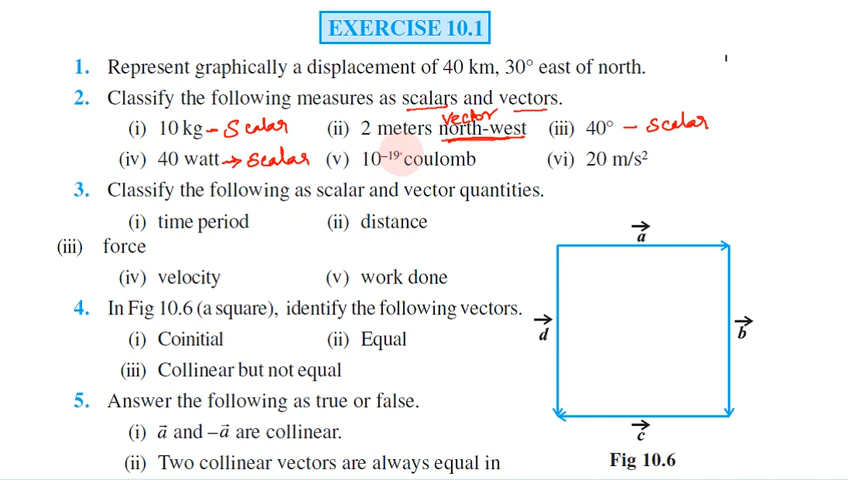 EXERCISE 10.1
1. Represent graphically a displacement of 40 km, 30° east of north.
2. Classify the following measures as scalars and vectors.
(i) 10 kg – Scalar (ii) 2 meters north-west vector (iii) 40° – scalar
(iv) 40 watt → scalar (v) 10⁻¹⁹ coulomb (vi) 20 m/s²
3. Classify the following as scalar and vector quantities.
(i) time period (ii) distance
(iii) force
(iv) velocity (v) work done
4. In Fig 10.6 (a square), identify the following vectors.
(i) Coinitial (ii) Equal
(iii) Collinear but not equal
5. Answer the following as true or false.
(i) a⃗ and –a⃗ are collinear.
(ii) Two collinear vectors are always equal in
a⃗
d⃗
b⃗
c⃗
Fig 10.6